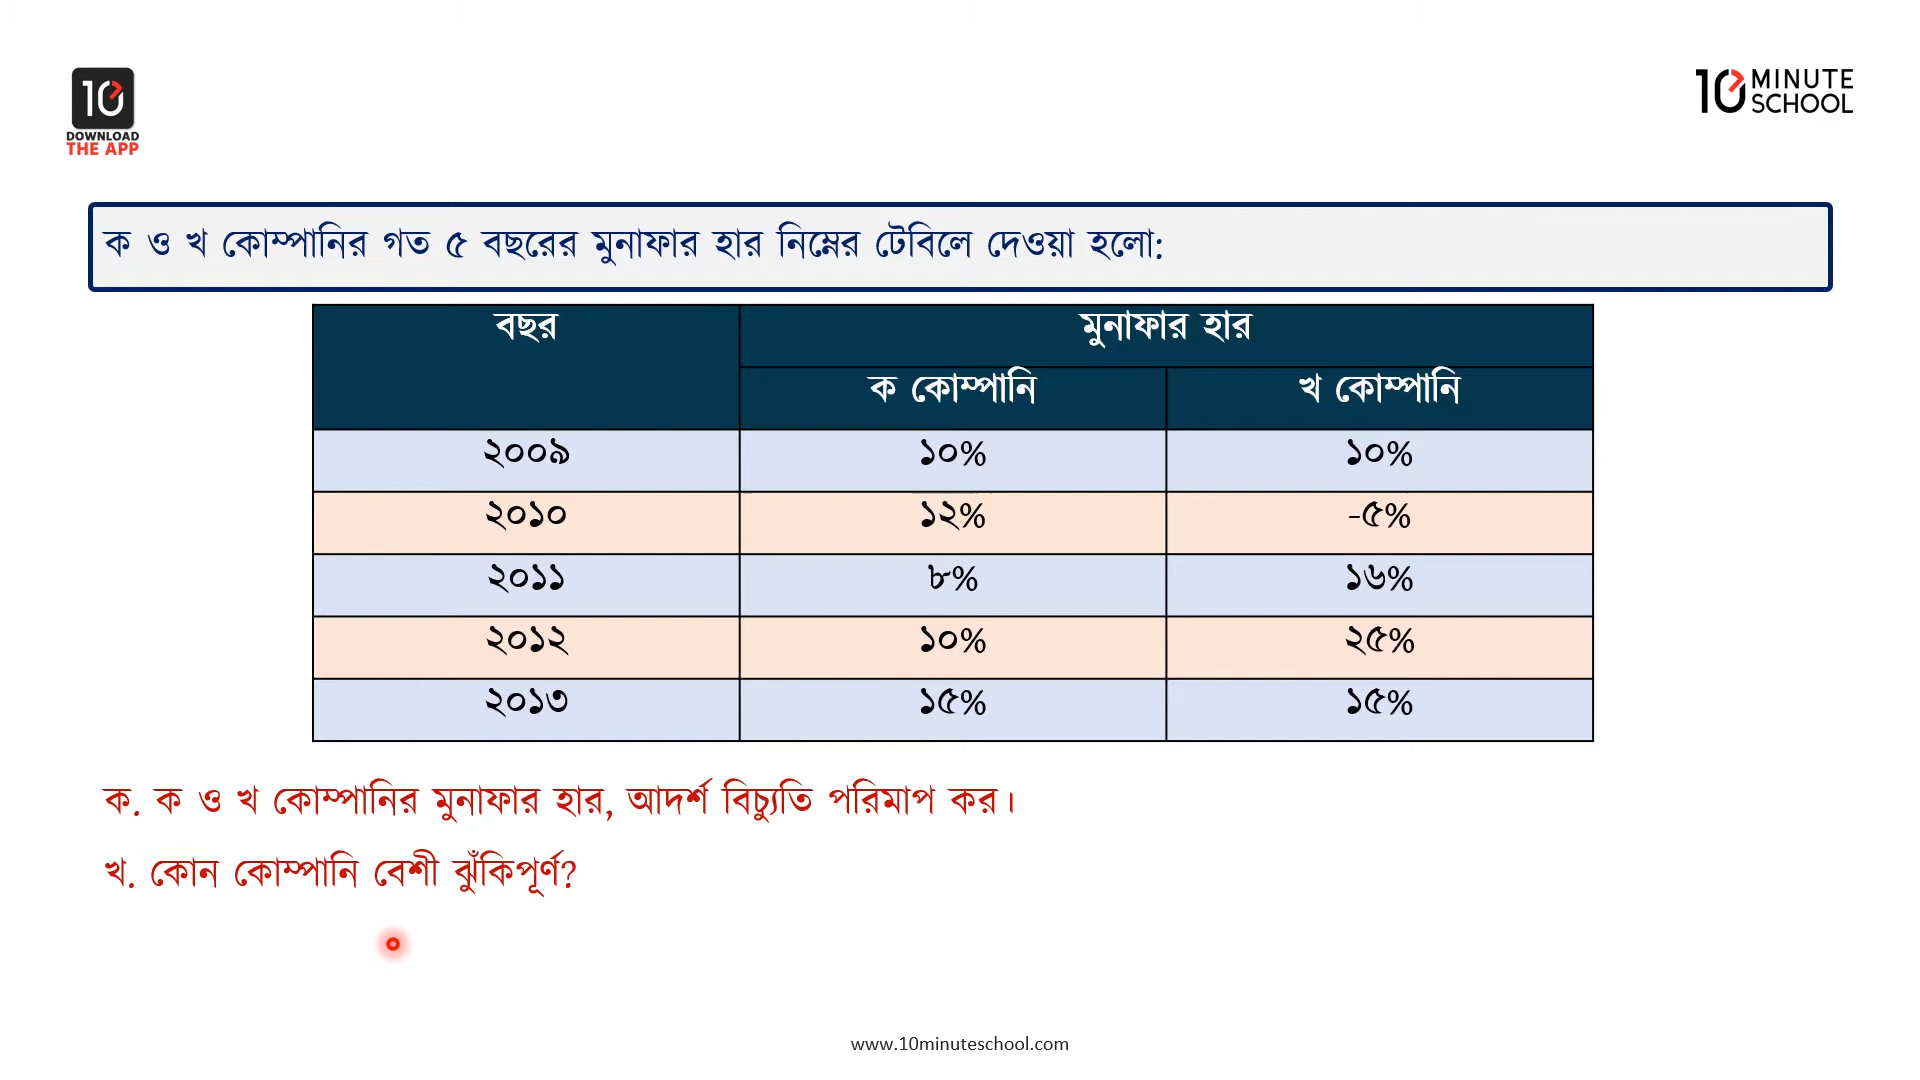 10
DOWNLOAD
THE APP
10 MINUTE
SCHOOL
ক ও খ কোম্পানির গত ৫ বছরের মুনাফার হার নিম্নের টেবিলে দেওয়া হলো:
বছর মুনাফার হার
ক কোম্পানি খ কোম্পানি
২০০৯ ১০% ১০%
২০১০ ১২% -৫%
২০১১ ৮% ১৬%
২০১২ ১০% ২৫%
২০১৩ ১৫% ১৫%
ক. ক ও খ কোম্পানির মুনাফার হার, আদর্শ বিচ্যুতি পরিমাপ কর।
খ. কোন কোম্পানি বেশী ঝুঁকিপূর্ণ?
www.10minuteschool.com